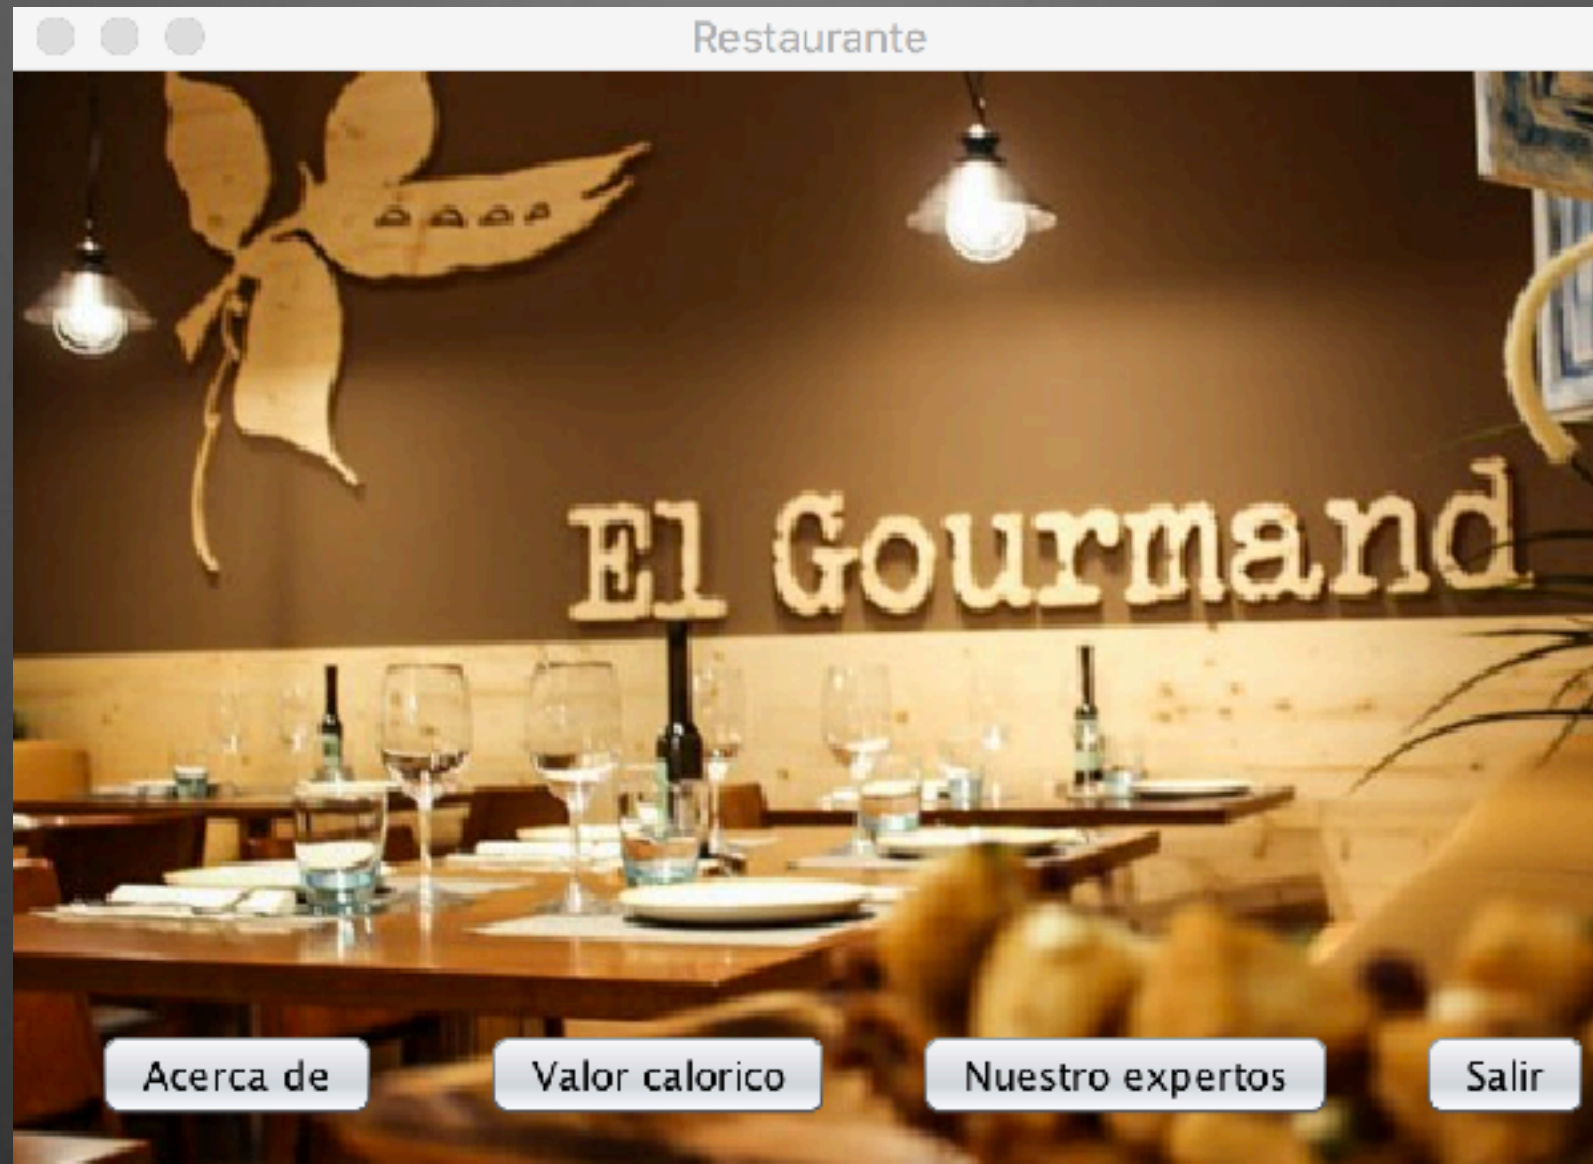 Restaurante
El Gourmand
Acerca de
Valor calorico
Nuestro expertos
Salir